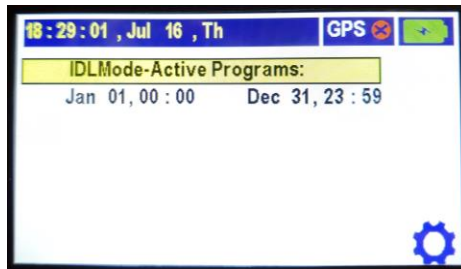 18:29:01 ,Jul 16 ,Th GPS
IDLMode-Active Programs:
Jan 01,00:00 Dec 31,23:59